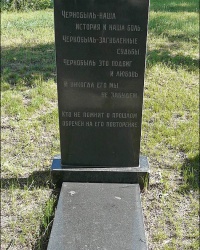 Чернобыль-наша
история и наша боль
Чернобыль-загубленные
судьбы
Чернобыль это подвиг
и любовь
и никогда его мы
не забудем!
Кто не помнит о прошлом
обречён на его повторение